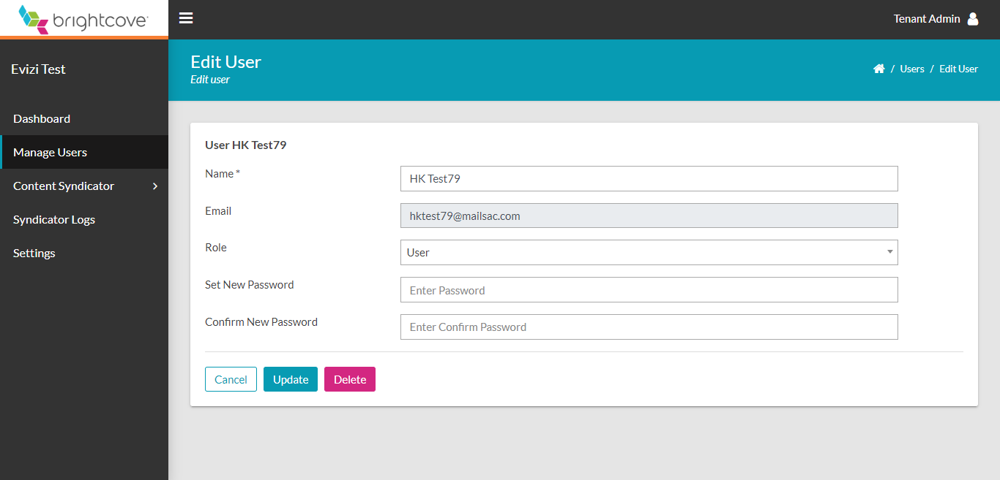 brightcove
Tenant Admin
Evizi Test
Dashboard
Manage Users
Content Syndicator
Syndicator Logs
Settings
Edit User
Edit user
/ Users / Edit User
User HK Test79
Name *
HK Test79
Email
hktest79@mailsac.com
Role
User
Set New Password
Enter Password
Confirm New Password
Enter Confirm Password
Cancel
Update
Delete